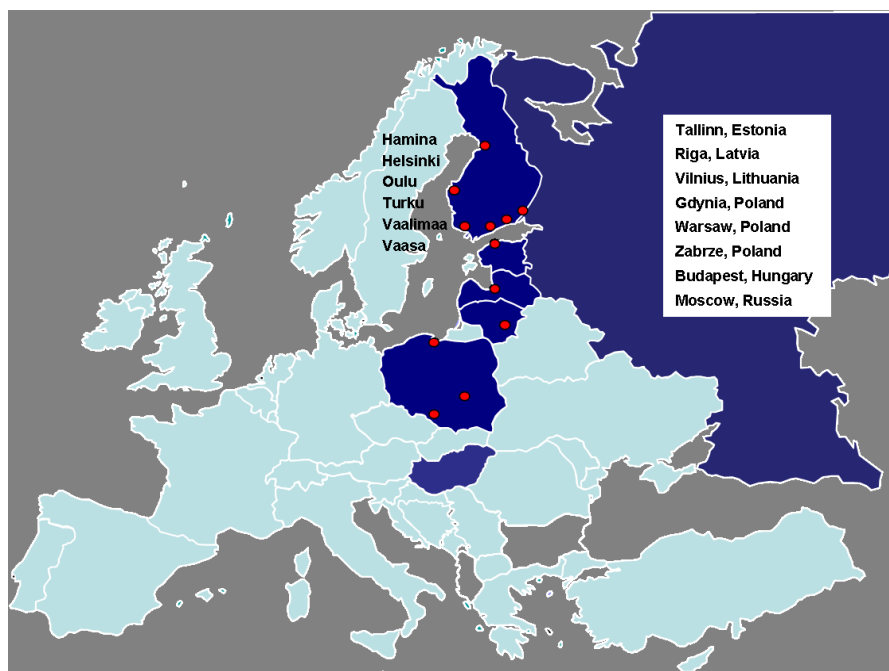 Hamina
Helsinki
Oulu
Turku
Vaalimaa
Vaasa
Tallinn, Estonia
Riga, Latvia
Vilnius, Lithuania
Gdynia, Poland
Warsaw, Poland
Zabrze, Poland
Budapest, Hungary
Moscow, Russia